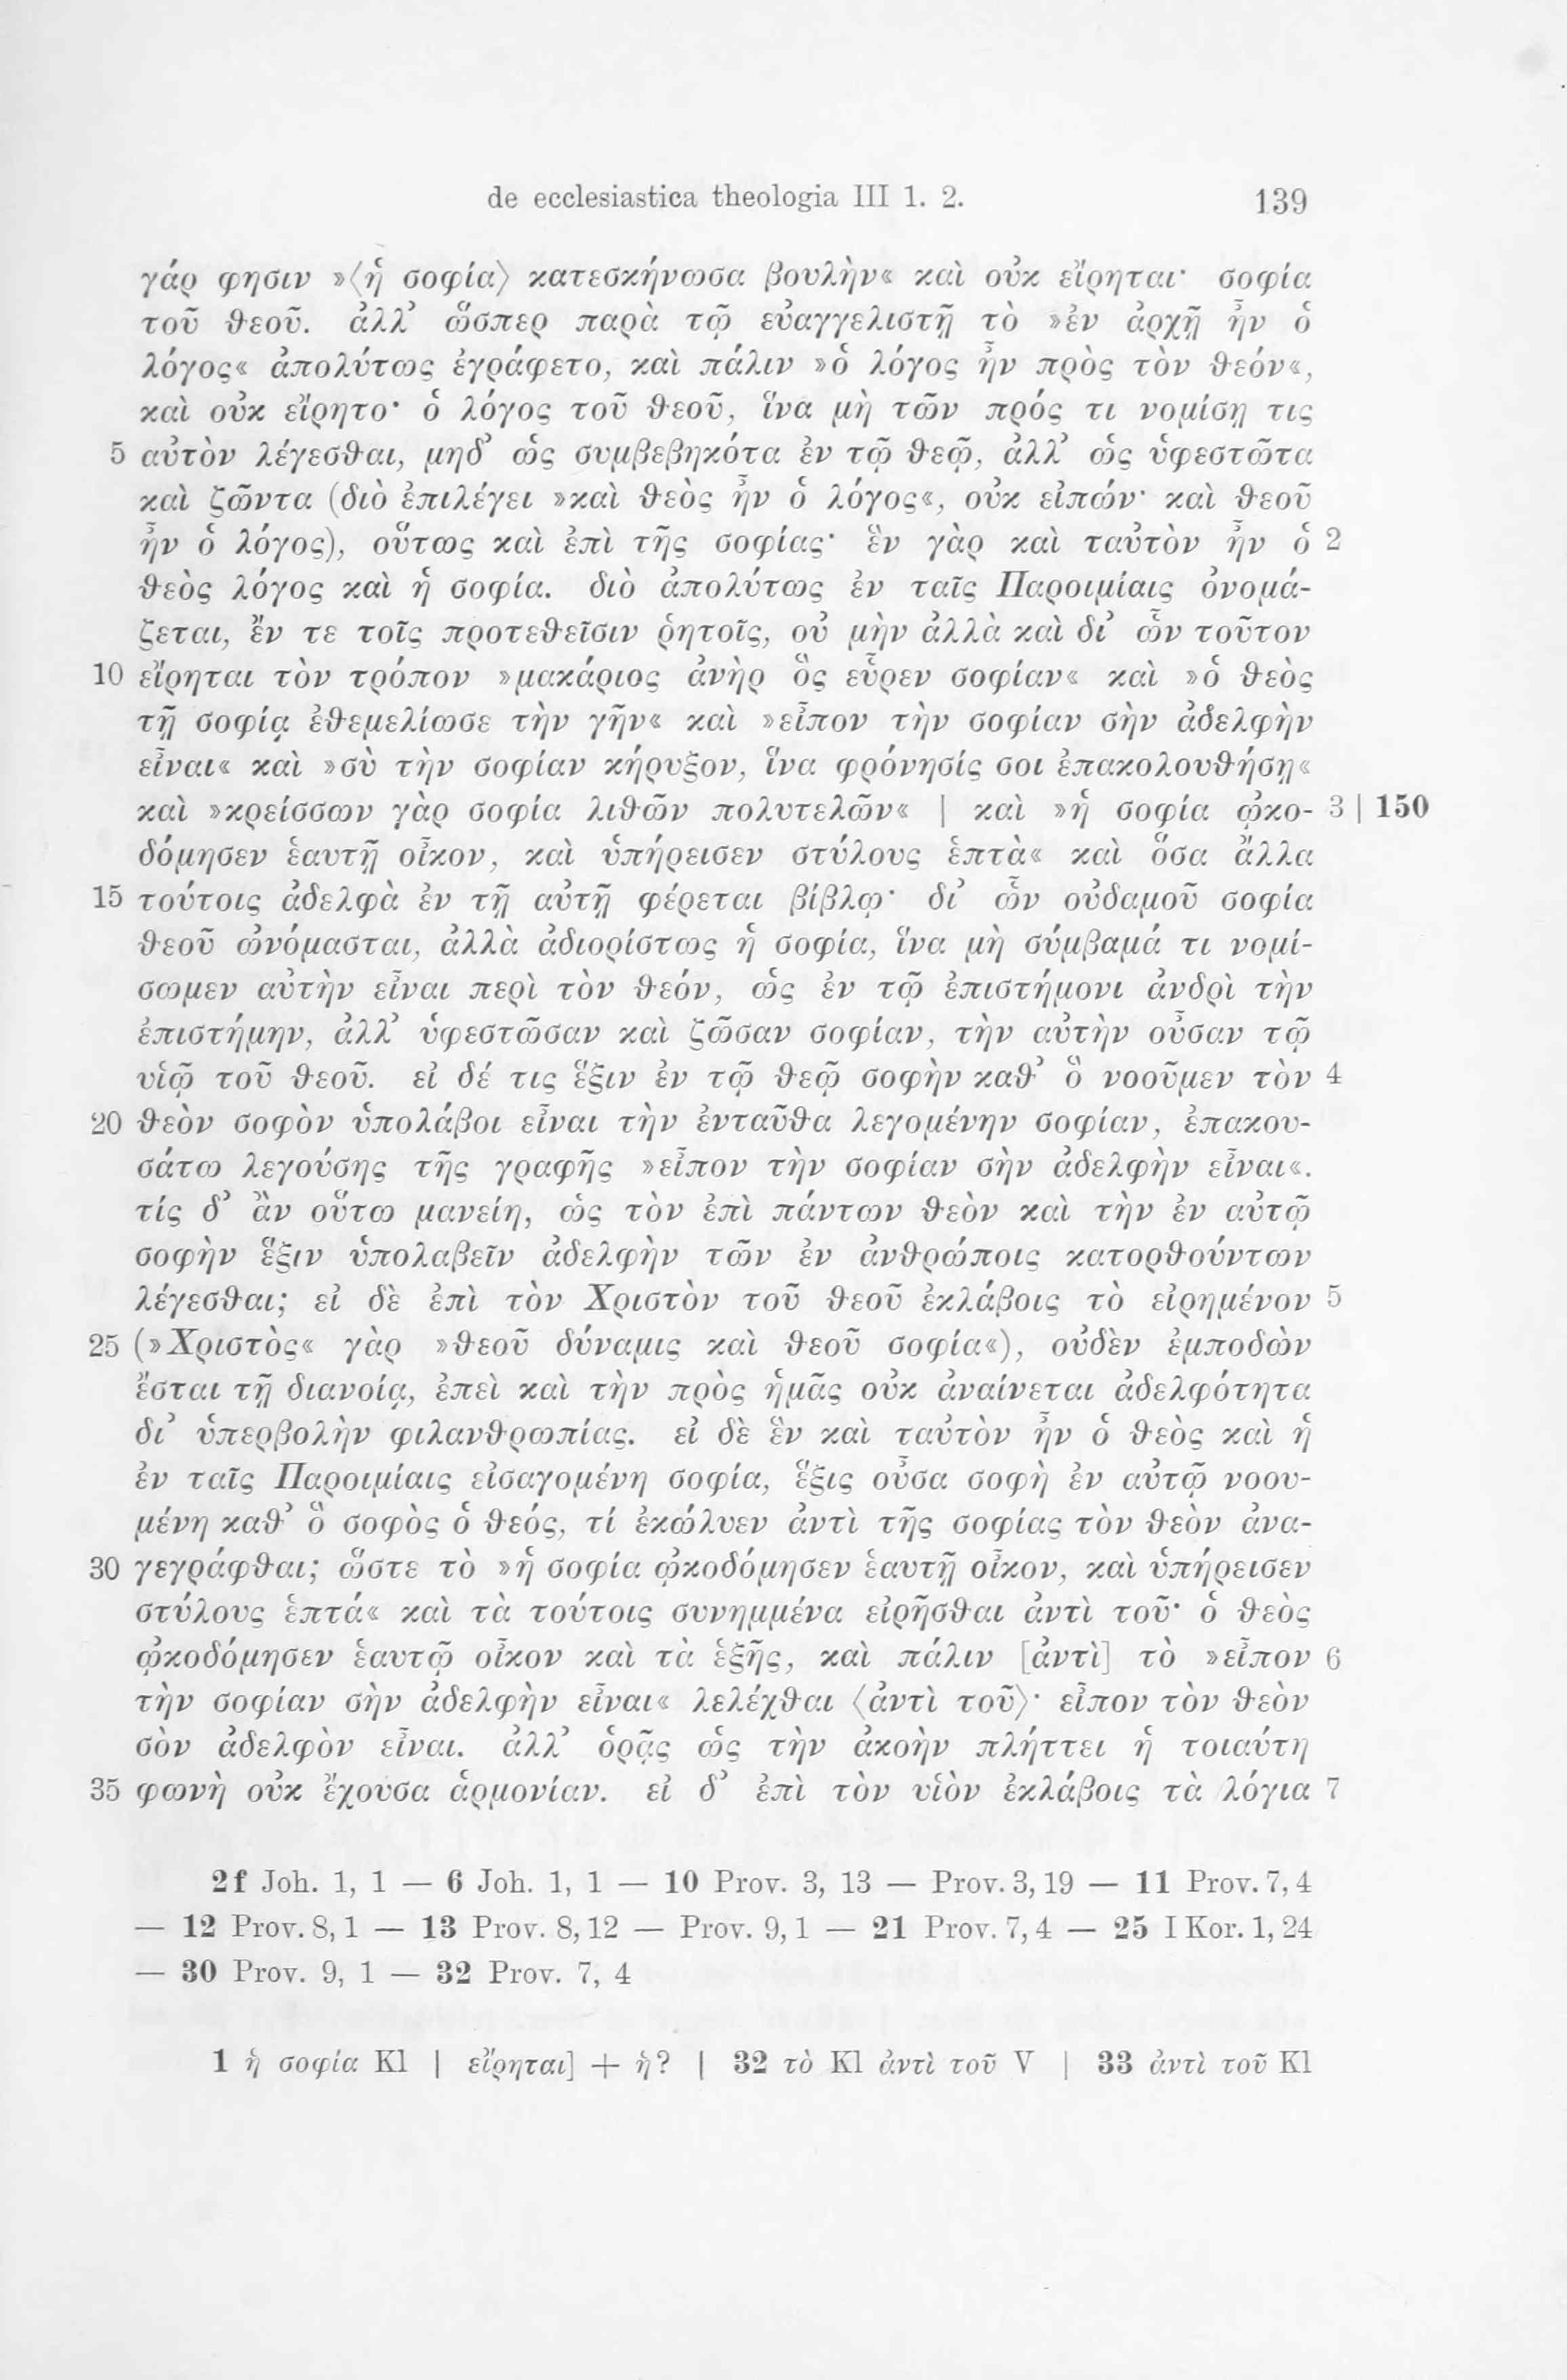 de ecclesiastica theologia III 1. 2. 139
γάρ φησιν »⟨ἡ σοφία⟩ κατεσκήνωσα βουλὴν« καὶ οὐκ εἴρηται· σοφία
τοῦ θεοῦ. ἀλλ’ ὥσπερ παρὰ τῷ εὐαγγελιστῇ τὸ »ἐν ἀρχῇ ἦν ὁ
λόγος« ἀπολύτως ἐγράφετο, καὶ πάλιν »ὁ λόγος ἦν πρὸς τὸν θεόν«,
καὶ οὐκ εἴρητο· ὁ λόγος τοῦ θεοῦ, ἵνα μὴ τῶν πρός τι νομίσῃ τις
5 αὐτὸν λέγεσθαι, μηδ’ ὡς συμβεβηκότα ἐν τῷ θεῷ, ἀλλ’ ὡς ὑφεστῶτα
καὶ ζῶντα (διὸ ἐπιλέγει »καὶ θεὸς ἦν ὁ λόγος«, οὐκ εἰπών· καὶ θεοῦ
ἦν ὁ λόγος), οὕτως καὶ ἐπὶ τῆς σοφίας· ἓν γὰρ καὶ ταὐτὸν ἦν ὁ 2
θεὸς λόγος καὶ ἡ σοφία. διὸ ἀπολύτως ἐν ταῖς Παροιμίαις ὀνομά-
ζεται, ἔν τε τοῖς προτεθεῖσιν ῥητοῖς, οὐ μὴν ἀλλὰ καὶ δι’ ὧν τοῦτον
10 εἴρηται τὸν τρόπον »μακάριος ἀνὴρ ὃς εὗρεν σοφίαν« καὶ »ὁ θεὸς
τῇ σοφίᾳ ἐθεμελίωσε τὴν γῆν« καὶ »εἶπον τὴν σοφίαν σὴν ἀδελφὴν
εἶναι« καὶ »σὺ τὴν σοφίαν κήρυξον, ἵνα φρόνησίς σοι ἐπακολουθήσῃ«
καὶ »κρείσσων γὰρ σοφία λιθῶν πολυτελῶν« | καὶ »ἡ σοφία ᾠκο- 3 | 150
δόμησεν ἑαυτῇ οἶκον, καὶ ὑπήρεισεν στύλους ἑπτὰ« καὶ ὅσα ἄλλα
15 τούτοις ἀδελφὰ ἐν τῇ αὐτῇ φέρεται βίβλῳ· δι’ ὧν οὐδαμοῦ σοφία
θεοῦ ὠνόμασται, ἀλλὰ ἀδιορίστως ἡ σοφία, ἵνα μὴ σύμβαμά τι νομί-
σωμεν αὐτὴν εἶναι περὶ τὸν θεόν, ὡς ἐν τῷ ἐπιστήμονι ἀνδρὶ τὴν
ἐπιστήμην, ἀλλ’ ὑφεστῶσαν καὶ ζῶσαν σοφίαν, τὴν αὐτὴν οὖσαν τῷ
υἱῷ τοῦ θεοῦ. εἰ δέ τις ἕξιν ἐν τῷ θεῷ σοφὴν καθ’ ὃ νοοῦμεν τὸν 4
20 θεὸν σοφὸν ὑπολάβοι εἶναι τὴν ἐνταῦθα λεγομένην σοφίαν, ἐπακου-
σάτω λεγούσης τῆς γραφῆς »εἶπον τὴν σοφίαν σὴν ἀδελφὴν εἶναι«.
τίς δ’ ἂν οὕτω μανείη, ὡς τὸν ἐπὶ πάντων θεὸν καὶ τὴν ἐν αὐτῷ
σοφὴν ἕξιν ὑπολαβεῖν ἀδελφὴν τῶν ἐν ἀνθρώποις κατορθούντων
λέγεσθαι; εἰ δὲ ἐπὶ τὸν Χριστὸν τοῦ θεοῦ ἐκλάβοις τὸ εἰρημένον 5
25 (»Χριστὸς« γὰρ »θεοῦ δύναμις καὶ θεοῦ σοφία«), οὐδὲν ἐμποδὼν
ἔσται τῇ διανοίᾳ, ἐπεὶ καὶ τὴν πρὸς ἡμᾶς οὐκ ἀναίνεται ἀδελφότητα
δι’ ὑπερβολὴν φιλανθρωπίας. εἰ δὲ ἓν καὶ ταὐτὸν ἦν ὁ θεὸς καὶ ἡ
ἐν ταῖς Παροιμίαις εἰσαγομένη σοφία, ἕξις οὖσα σοφὴ ἐν αὐτῷ νοου-
μένη καθ’ ὃ σοφὸς ὁ θεός, τί ἐκώλυεν ἀντὶ τῆς σοφίας τὸν θεὸν ἀνα-
30 γεγράφθαι; ὥστε τὸ »ἡ σοφία ᾠκοδόμησεν ἑαυτῇ οἶκον, καὶ ὑπήρεισεν
στύλους ἑπτά« καὶ τὰ τούτοις συνημμένα εἰρῆσθαι ἀντὶ τοῦ· ὁ θεὸς
ᾠκοδόμησεν ἑαυτῷ οἶκον καὶ τὰ ἑξῆς, καὶ πάλιν [ἀντὶ] τὸ »εἶπον 6
τὴν σοφίαν σὴν ἀδελφὴν εἶναι« λελέχθαι ⟨ἀντὶ τοῦ⟩· εἶπον τὸν θεὸν
σὸν ἀδελφὸν εἶναι. ἀλλ’ ὁρᾷς ὡς τὴν ἀκοὴν πλήττει ἡ τοιαύτη
35 φωνὴ οὐκ ἔχουσα ἁρμονίαν. εἰ δ’ ἐπὶ τὸν υἱὸν ἐκλάβοις τὰ λόγια 7
2f Joh. 1, 1 — 6 Joh. 1, 1 — 10 Prov. 3, 13 — Prov. 3, 19 — 11 Prov. 7, 4
— 12 Prov. 8, 1 — 13 Prov. 8, 12 — Prov. 9, 1 — 21 Prov. 7, 4 — 25 I Kor. 1, 24
— 30 Prov. 9, 1 — 32 Prov. 7, 4
1 ἡ σοφία Kl | εἴρηται] + ἡ? | 32 τὸ Kl ἀντὶ τοῦ V | 33 ἀντὶ τοῦ Kl